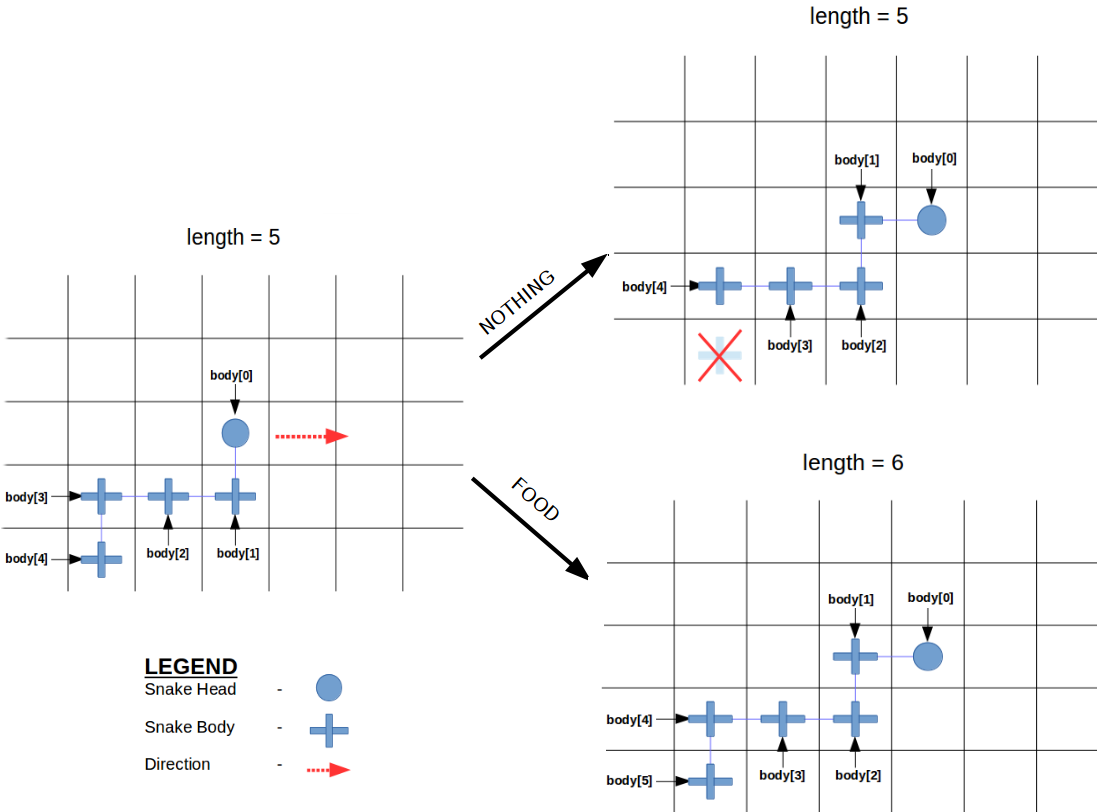 length = 5
body[1]
body[0]
body[4]
body[3]
body[2]
NOTHING
length = 5
body[0]
body[3]
body[2]
body[1]
body[4]
FOOD
length = 6
body[1]
body[0]
body[4]
body[3]
body[2]
body[5]
LEGEND
Snake Head -
Snake Body -
Direction -